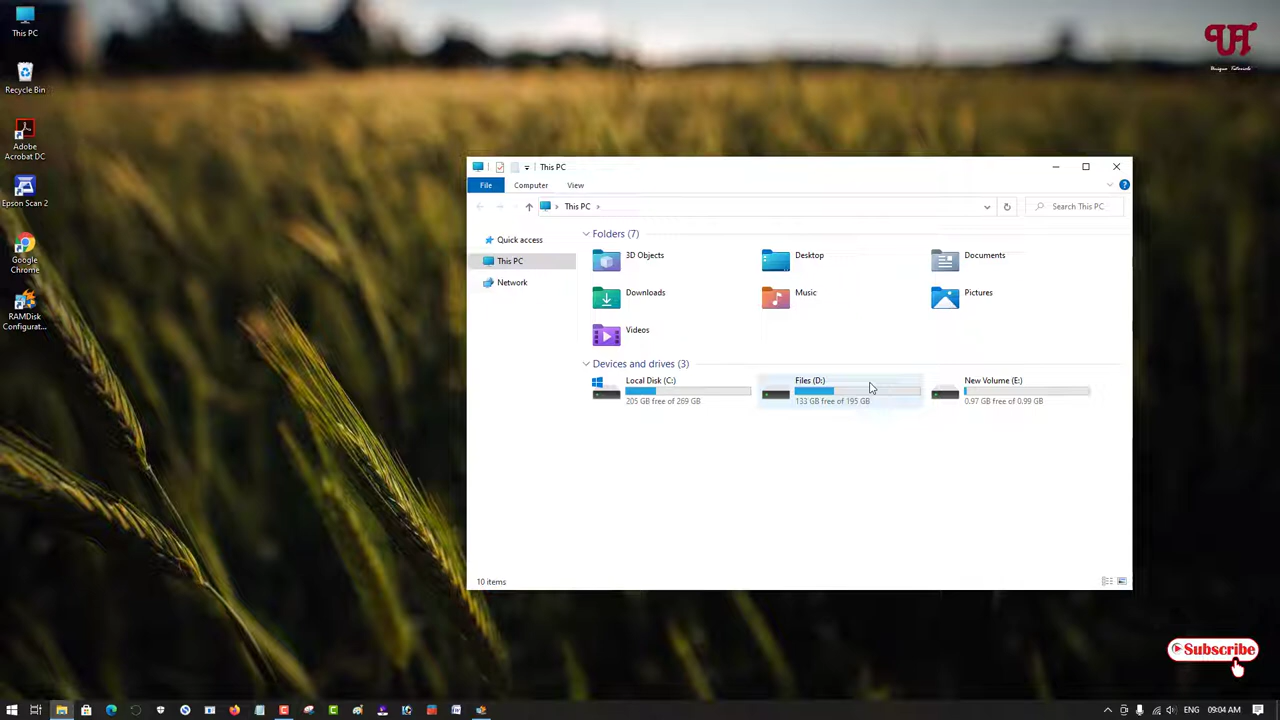 This PC
Recycle Bin
Adobe
Acrobat DC
Epson Scan 2
Google
Chrome
RAMDisk
Configurat...
UT
Unique Tutorials
This PC
File
Computer
View
This PC
Search This PC
Quick access
This PC
Network
Folders (7)
3D Objects
Desktop
Documents
Downloads
Music
Pictures
Videos
Devices and drives (3)
Local Disk (C:)
205 GB free of 269 GB
Files (D:)
133 GB free of 195 GB
New Volume (E:)
0.97 GB free of 0.99 GB
10 items
Subscribe
ENG
09:04 AM